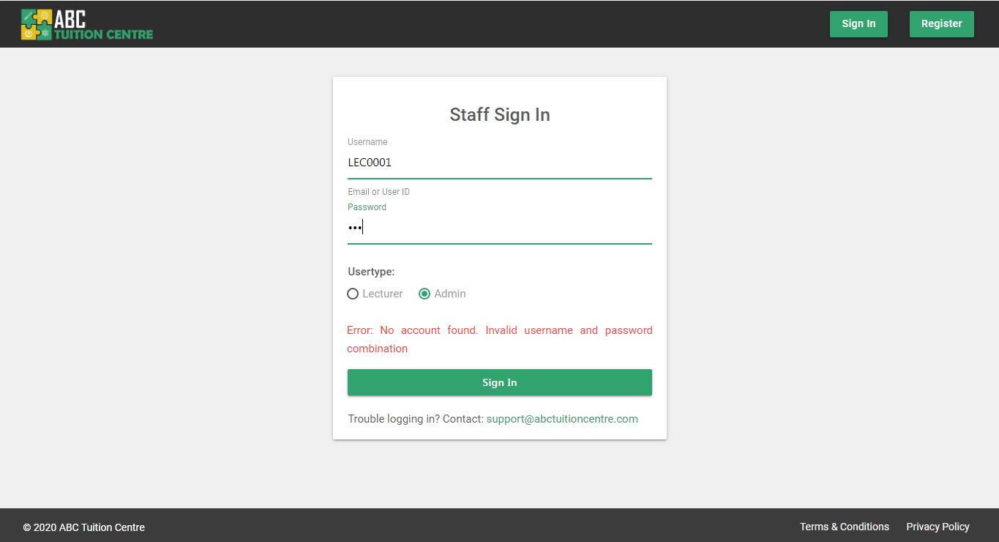 ABC
TUITION CENTRE
Sign In
Register
Staff Sign In
Username
LEC0001
Email or User ID
Password
•••
Usertype:
Lecturer
Admin
Error: No account found. Invalid username and password
combination
Sign In
Trouble logging in? Contact: support@abctuitioncentre.com
© 2020 ABC Tuition Centre
Terms & Conditions
Privacy Policy